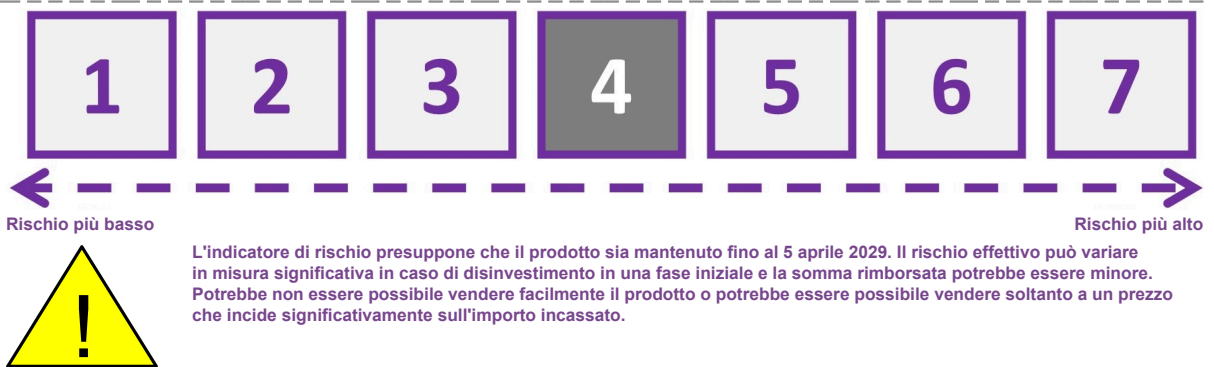 1 2 3 4 5 6 7
Rischio più basso Rischio più alto
L'indicatore di rischio presuppone che il prodotto sia mantenuto fino al 5 aprile 2029. Il rischio effettivo può variare
in misura significativa in caso di disinvestimento in una fase iniziale e la somma rimborsata potrebbe essere minore.
Potrebbe non essere possibile vendere facilmente il prodotto o potrebbe essere possibile vendere soltanto a un prezzo
che incide significativamente sull'importo incassato.
!